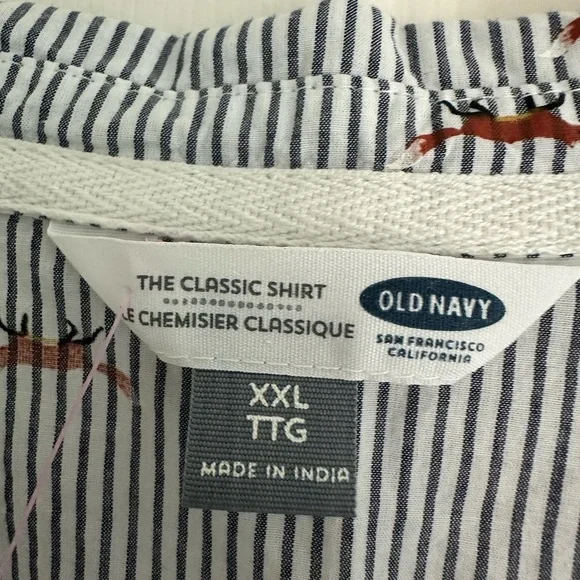 THE CLASSIC SHIRT
LE CHEMISIER CLASSIQUE
OLD NAVY
SAN FRANCISCO
CALIFORNIA
XXL
TTG
MADE IN INDIA